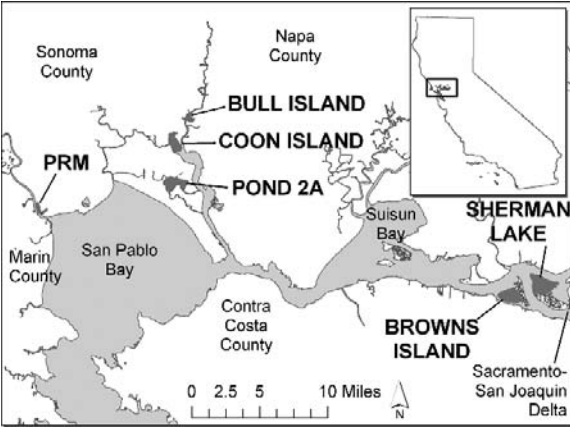 Napa
County
Sonoma
County
BULL ISLAND
COON ISLAND
PRM
POND 2A
SHERMAN
LAKE
Suisun
Bay
Marin
County
San Pablo
Bay
Contra
Costa
County
BROWNS
ISLAND
Sacramento-
San Joaquin
Delta
0 2.5 5 10 Miles
N